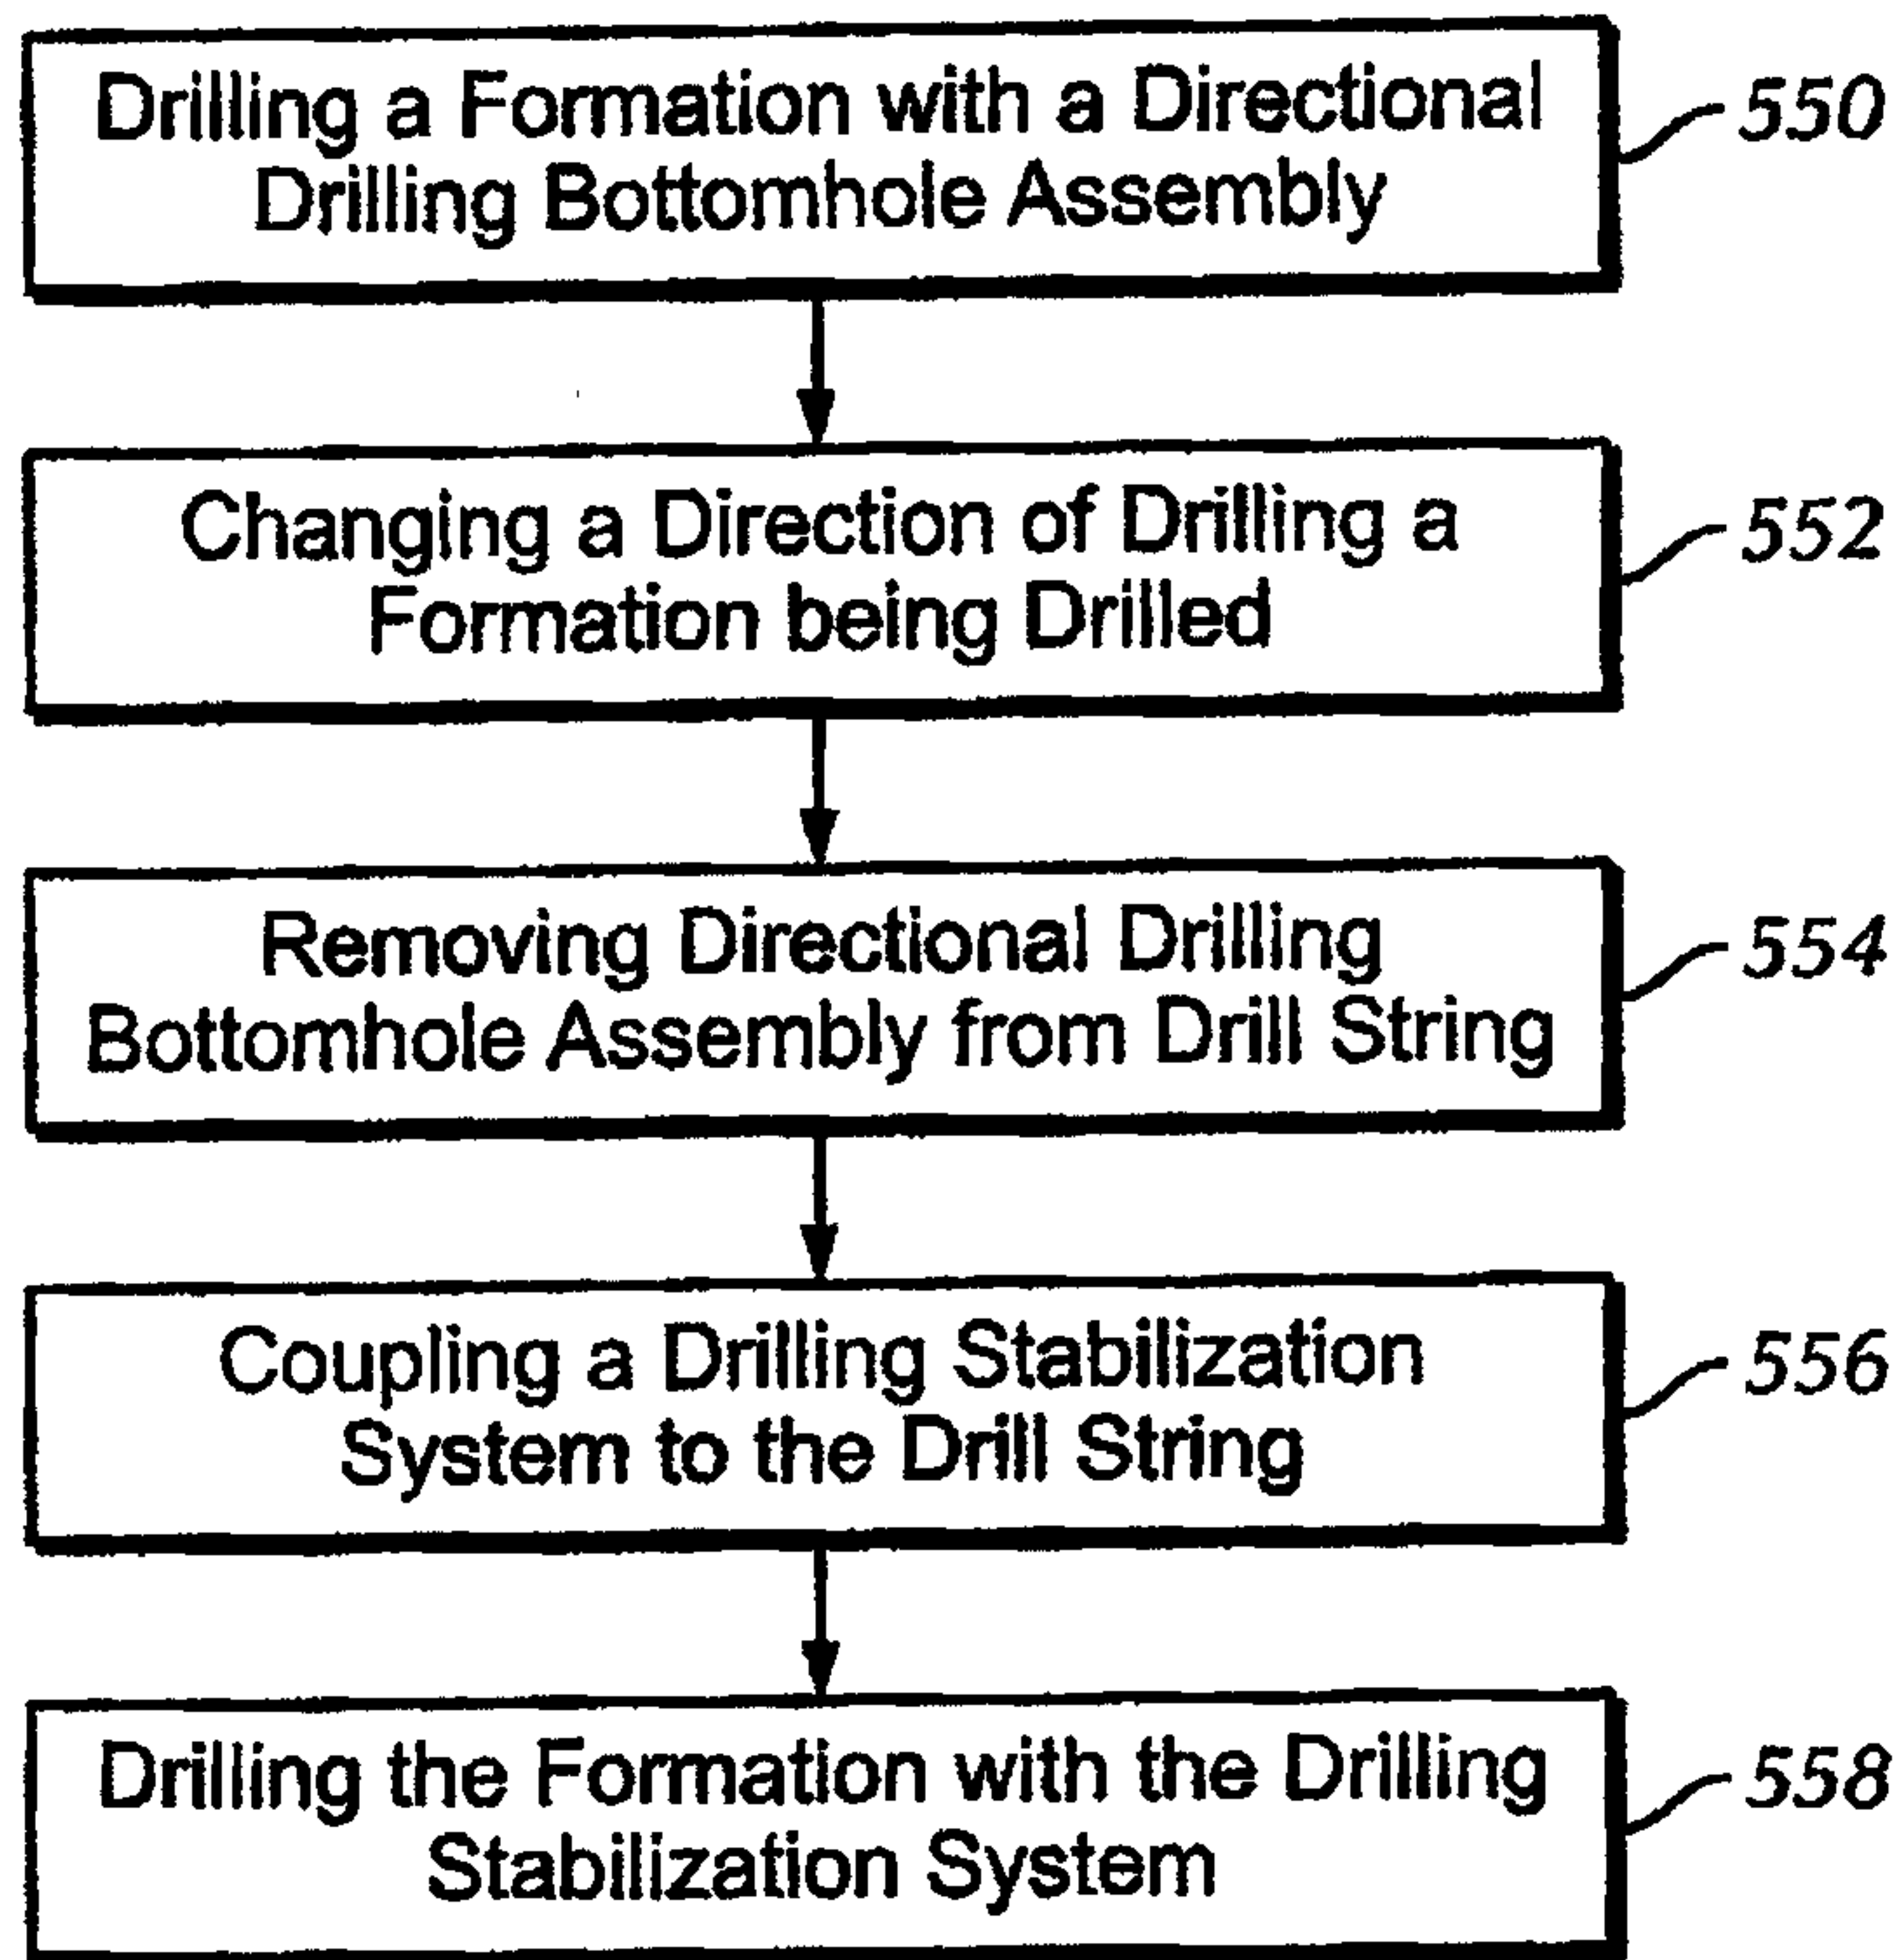 Drilling a Formation with a Directional
Drilling Bottomhole Assembly
550
Changing a Direction of Drilling a
Formation being Drilled
552
Removing Directional Drilling
Bottomhole Assembly from Drill String
554
Coupling a Drilling Stabilization
System to the Drill String
556
Drilling the Formation with the Drilling
Stabilization System
558